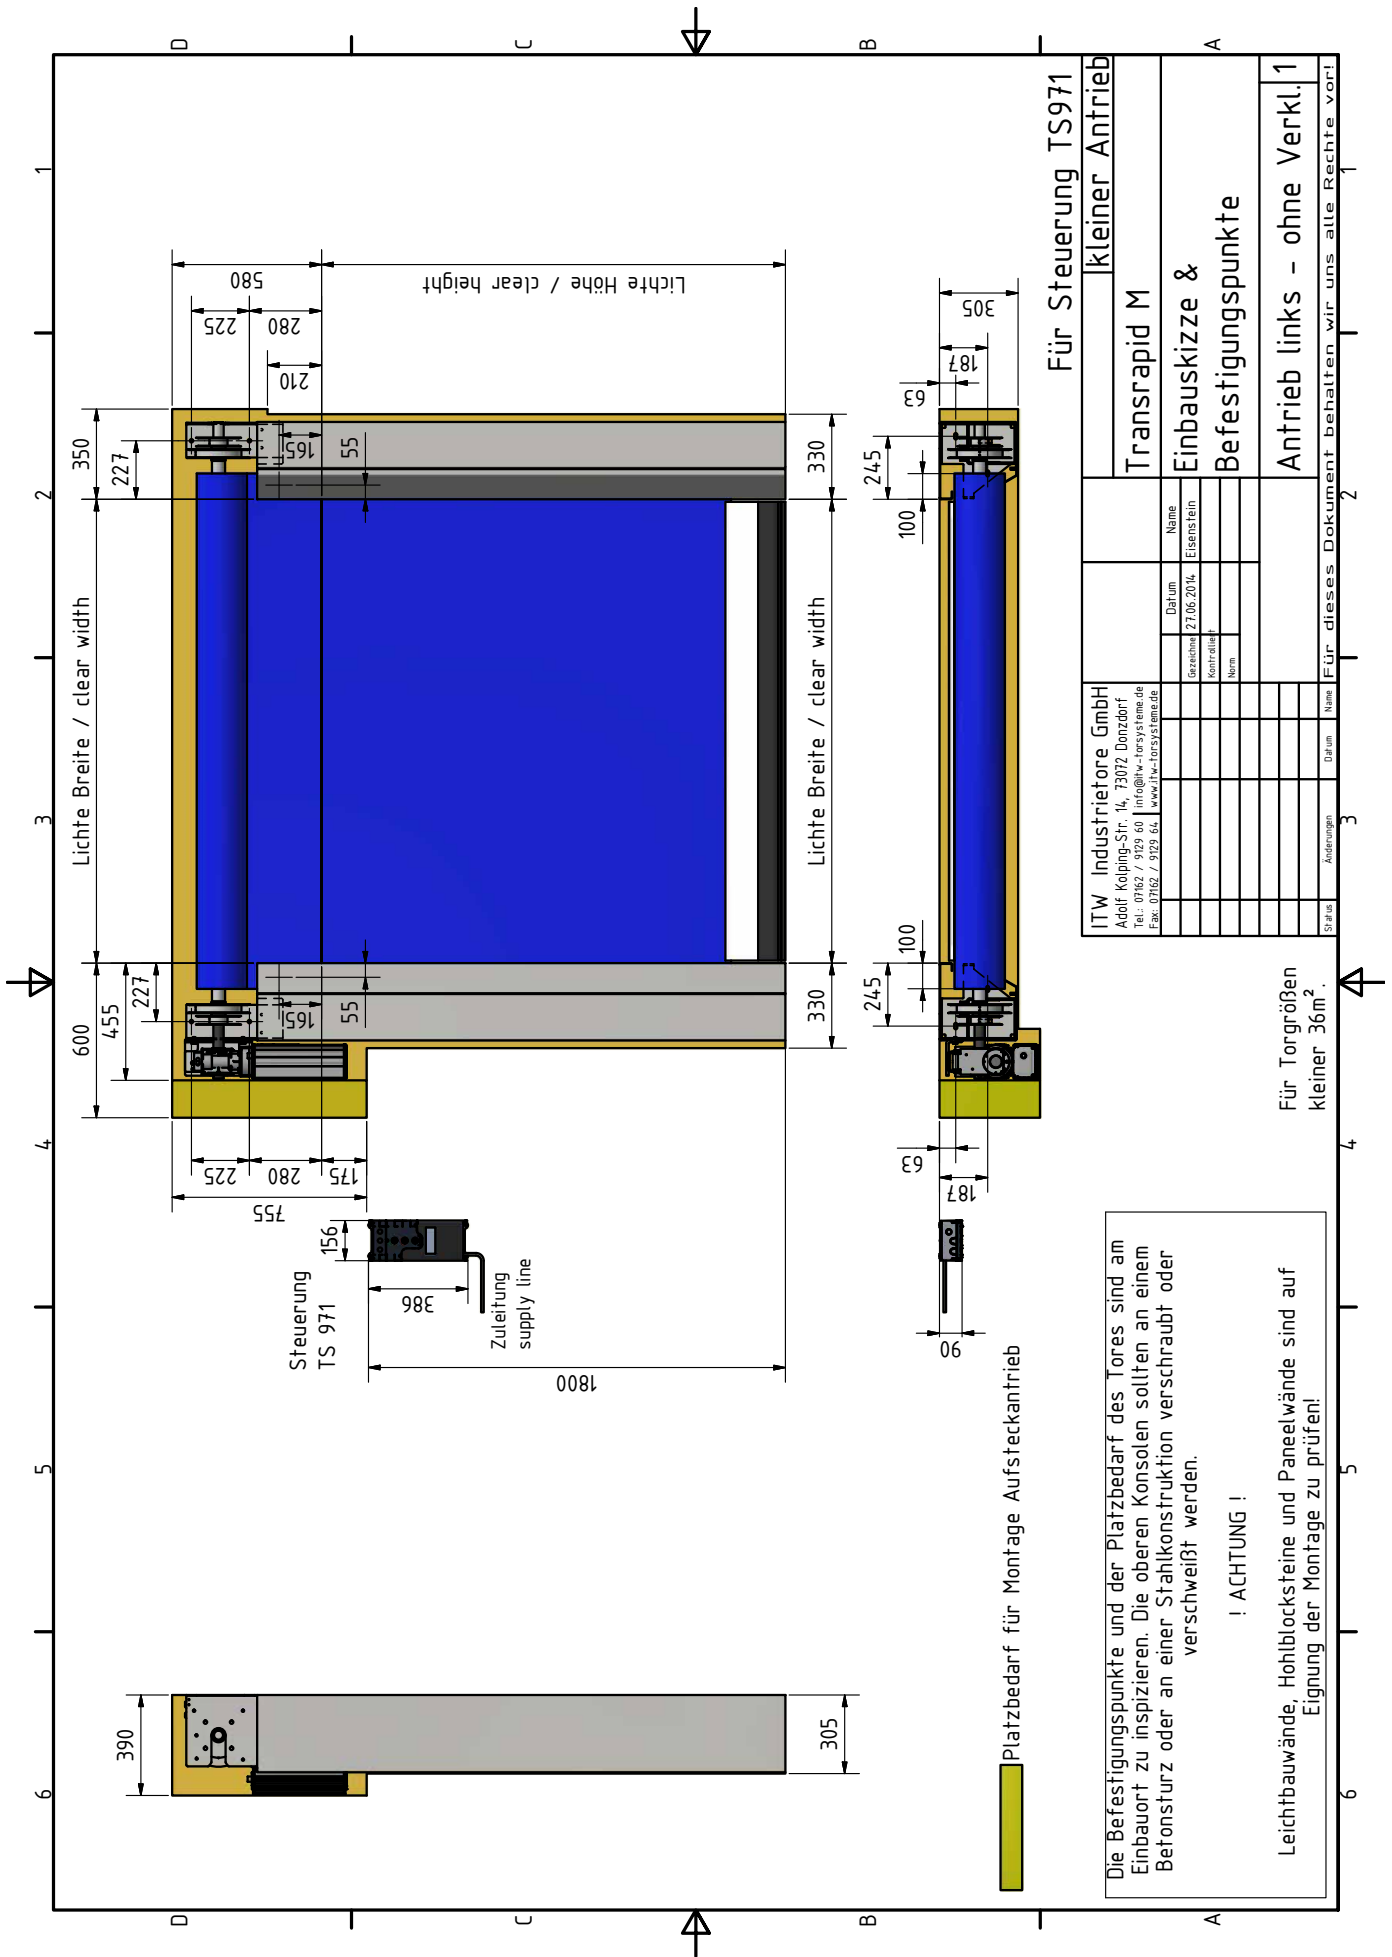 6
5
4
3
2
1
D
C
B
A
390
305
Steuerung
TS 971
156
386
Zuleitung
supply line
1800
600
455
227
Lichte Breite / clear width
350
227
225
280
175
755
165
55
330
Lichte Breite / clear width
165
55
330
580
225
280
210
Lichte Höhe / clear height
90
63
187
245
100
100
245
63
187
305
Platzbedarf für Montage Aufsteckantrieb
Die Befestigungspunkte und der Platzbedarf des Tores sind am
Einbauort zu inspizieren. Die oberen Konsolen sollten an einem
Betonsturz oder an einer Stahlkonstruktion verschraubt oder
verschweißt werden.
! ACHTUNG !
Leichtbauwände, Hohlblocksteine und Paneelwände sind auf
Eignung der Montage zu prüfen!
Für Torgrößen
kleiner 36m².
Für Steuerung TS971
kleiner Antrieb
ITW Industrietore GmbH
Adolf Kolping-Str. 14, 73072 Donzdorf
Tel.: 07162 / 9129 60 info@itw-torsysteme.de
Fax: 07162 / 9129 64 www.itw-torsysteme.de
Transrapid M
Datum Name
Gezeichnet 27.06.2014 Eisenstein
Kontrolliert
Norm
Einbauskizze &
Befestigungspunkte
Antrieb links - ohne Verkl. 1
Status Änderungen Datum Name
Für dieses Dokument behalten wir uns alle Rechte vor!
6
5
4
3
2
1
D
C
B
A